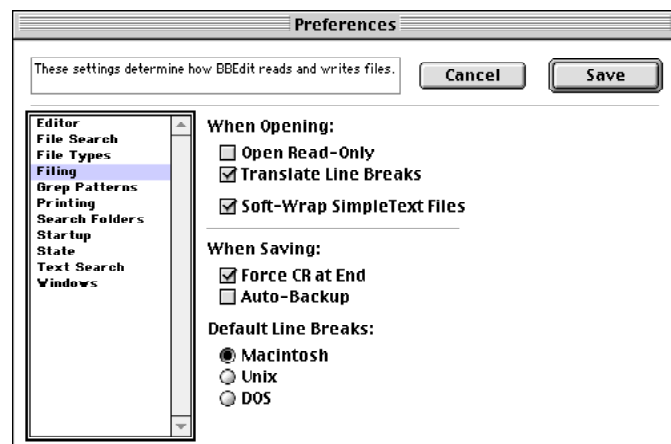 Preferences
These settings determine how BBEdit reads and writes files.
Cancel
Save
Editor
File Search
File Types
Filing
Grep Patterns
Printing
Search Folders
Startup
State
Text Search
Windows
When Opening:
Open Read-Only
Translate Line Breaks
Soft-Wrap SimpleText Files
When Saving:
Force CR at End
Auto-Backup
Default Line Breaks:
Macintosh
Unix
DOS